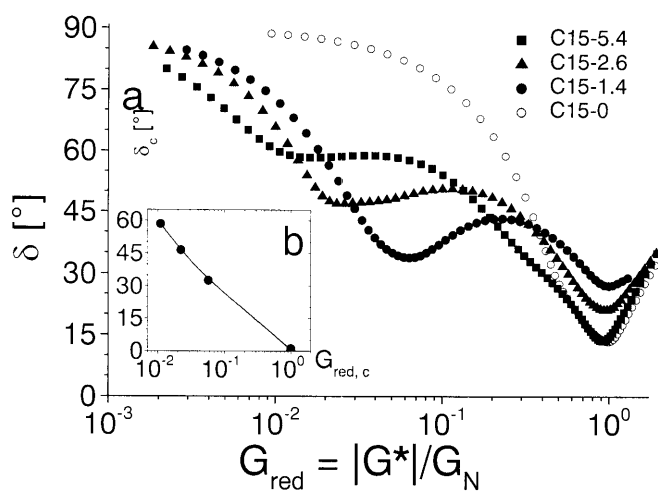 90
75
60
45
30
15
0
δ [°]
a
C15-5.4
C15-2.6
C15-1.4
C15-0
δc [°]
60
45
30
15
0
b
10-2 10-1 100
Gred, c
10-3 10-2 10-1 100
Gred = |G*|/GN